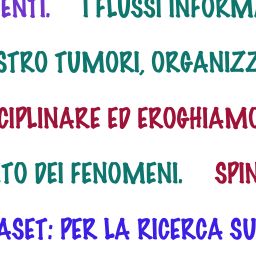 ENTI. I FLUSSI INFORMA
STRO TUMORI, ORGANIZZ
CIPLINARE ED EROGHIAMO
TO DEI FENOMENI. SPIN
ASET: PER LA RICERCA SU